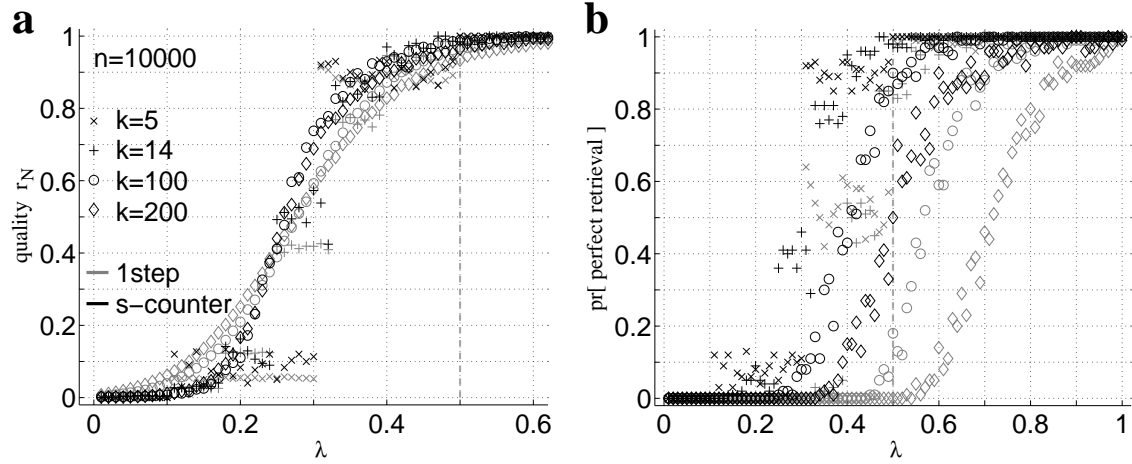 a
n=10000
k=5
k=14
k=100
k=200
1step
s−counter
quality r_N
1
0.8
0.6
0.4
0.2
0
0 0.2 0.4 0.6
λ
b
pr[ perfect retrieval ]
1
0.8
0.6
0.4
0.2
0
0 0.2 0.4 0.6 0.8 1
λ